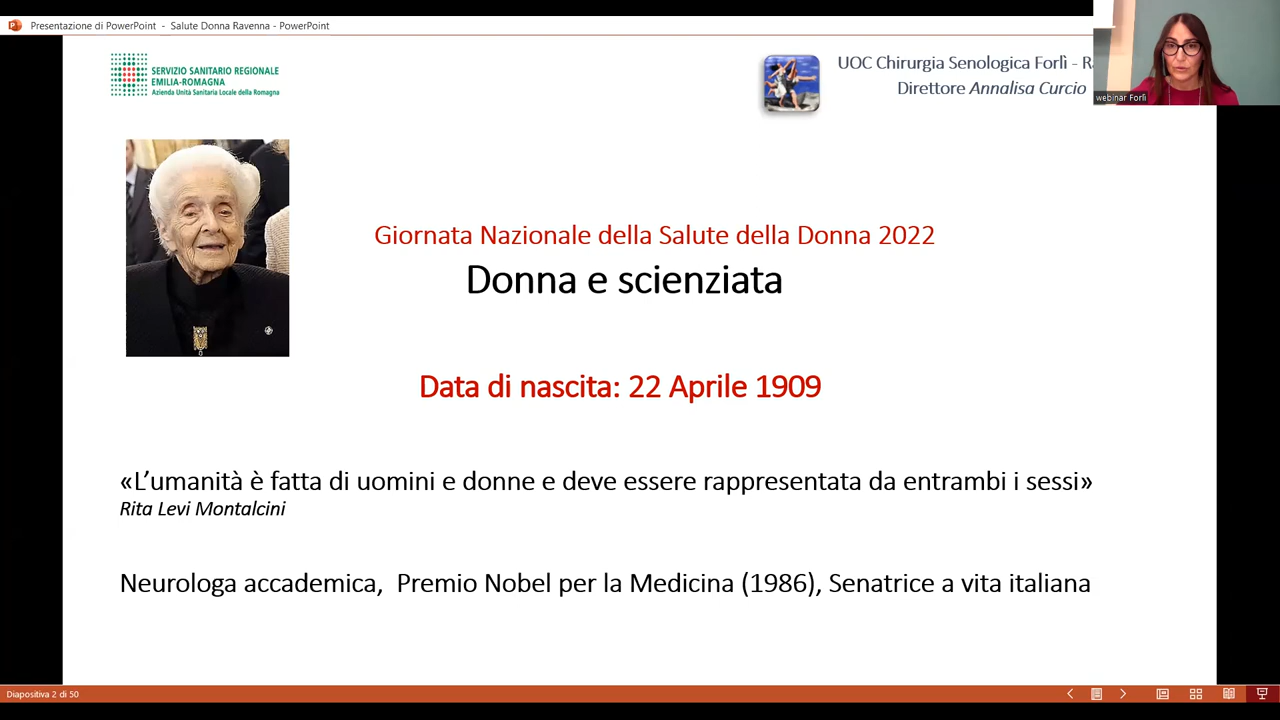 Presentazione di PowerPoint - Salute Donna Ravenna - PowerPoint
SERVIZIO SANITARIO REGIONALE
EMILIA-ROMAGNA
Azienda Unità Sanitaria Locale della Romagna
UOC Chirurgia Senologica Forlì -
Direttore Annalisa Curcio
webinar Forlì
Giornata Nazionale della Salute della Donna 2022
Donna e scienziata
Data di nascita: 22 Aprile 1909
«L’umanità è fatta di uomini e donne e deve essere rappresentata da entrambi i sessi»
Rita Levi Montalcini
Neurologa accademica, Premio Nobel per la Medicina (1986), Senatrice a vita italiana
Diapositiva 2 di 50